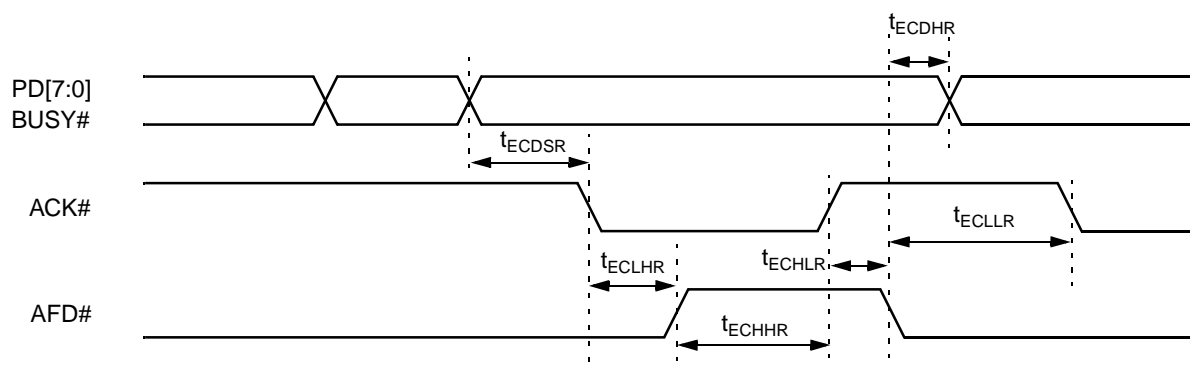 tECDHR
PD[7:0]
BUSY#
tECDSR
ACK#
tECLLR
tECLHR
tECHLR
AFD#
tECHHR